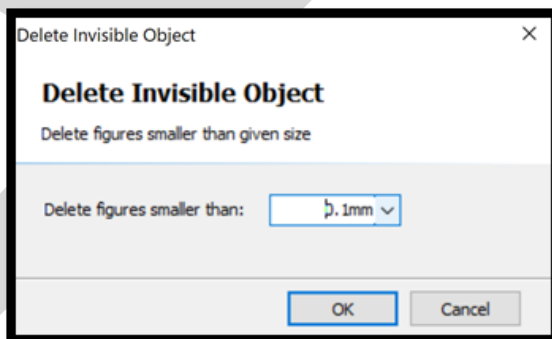 Delete Invisible Object
Delete Invisible Object
Delete figures smaller than given size
Delete figures smaller than: 0.1mm
OK Cancel